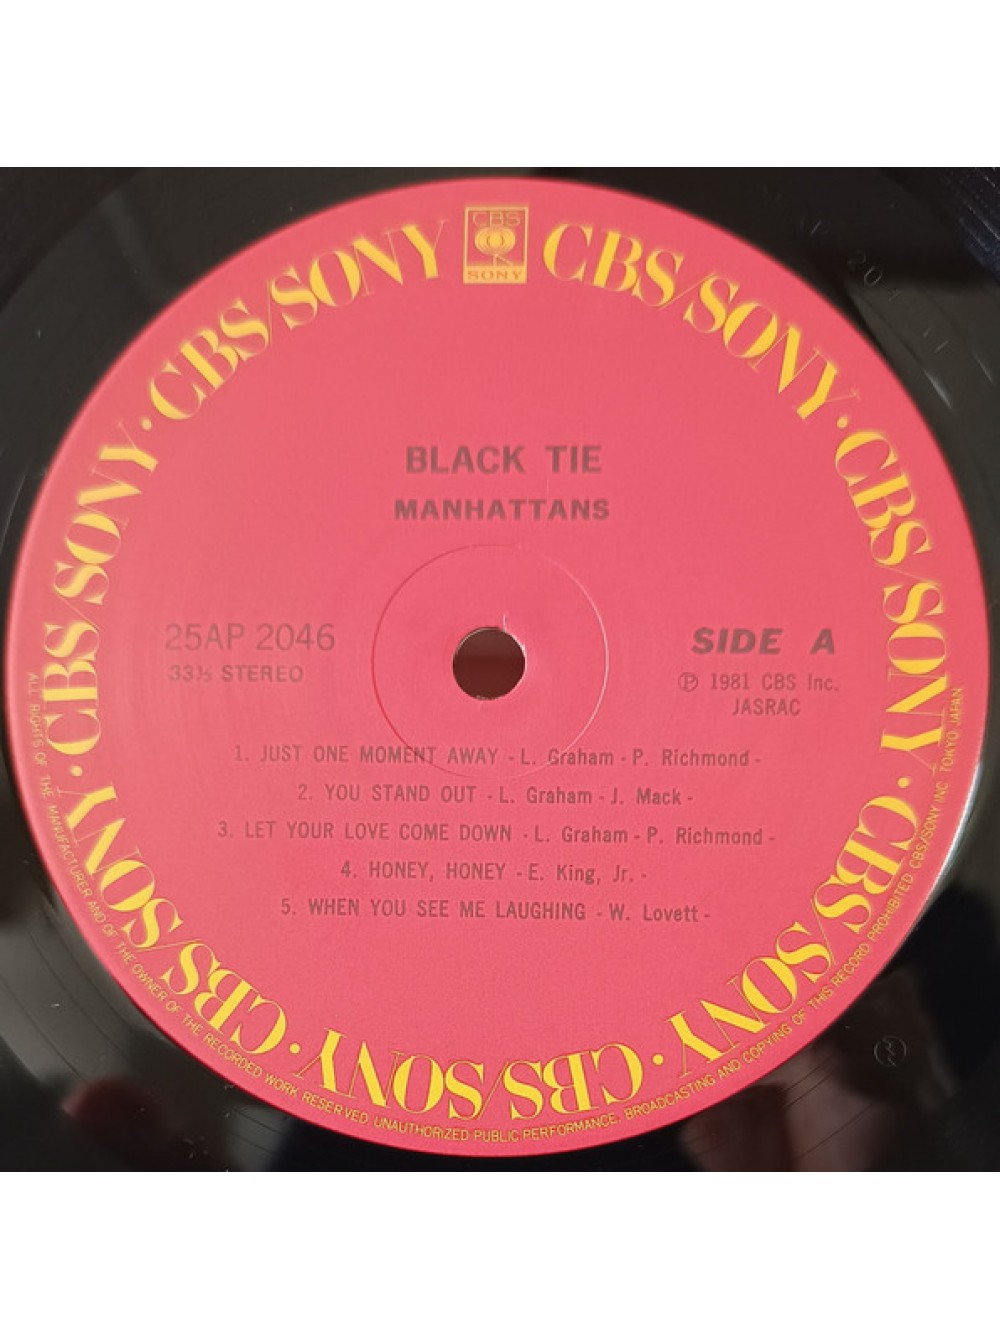 CBS
SONY
CBS/SONY · CBS/SONY · CBS/SONY · CBS/SONY · CBS/SONY · CBS/SONY · CBS/SONY
BLACK TIE
MANHATTANS
25AP 2046
33⅓ STEREO
SIDE A
Ⓟ 1981 CBS Inc.
JASRAC
1. JUST ONE MOMENT AWAY - L. Graham - P. Richmond -
2. YOU STAND OUT - L. Graham - J. Mack -
3. LET YOUR LOVE COME DOWN - L. Graham - P. Richmond -
4. HONEY, HONEY - E. King, Jr. -
5. WHEN YOU SEE ME LAUGHING - W. Lovett -
ALL RIGHTS OF THE MANUFACTURER AND OF THE OWNER OF THE RECORDED WORK RESERVED. UNAUTHORIZED PUBLIC PERFORMANCE, BROADCASTING AND COPYING OF THIS RECORD PROHIBITED CBS/SONY INC. TOKYO JAPAN.